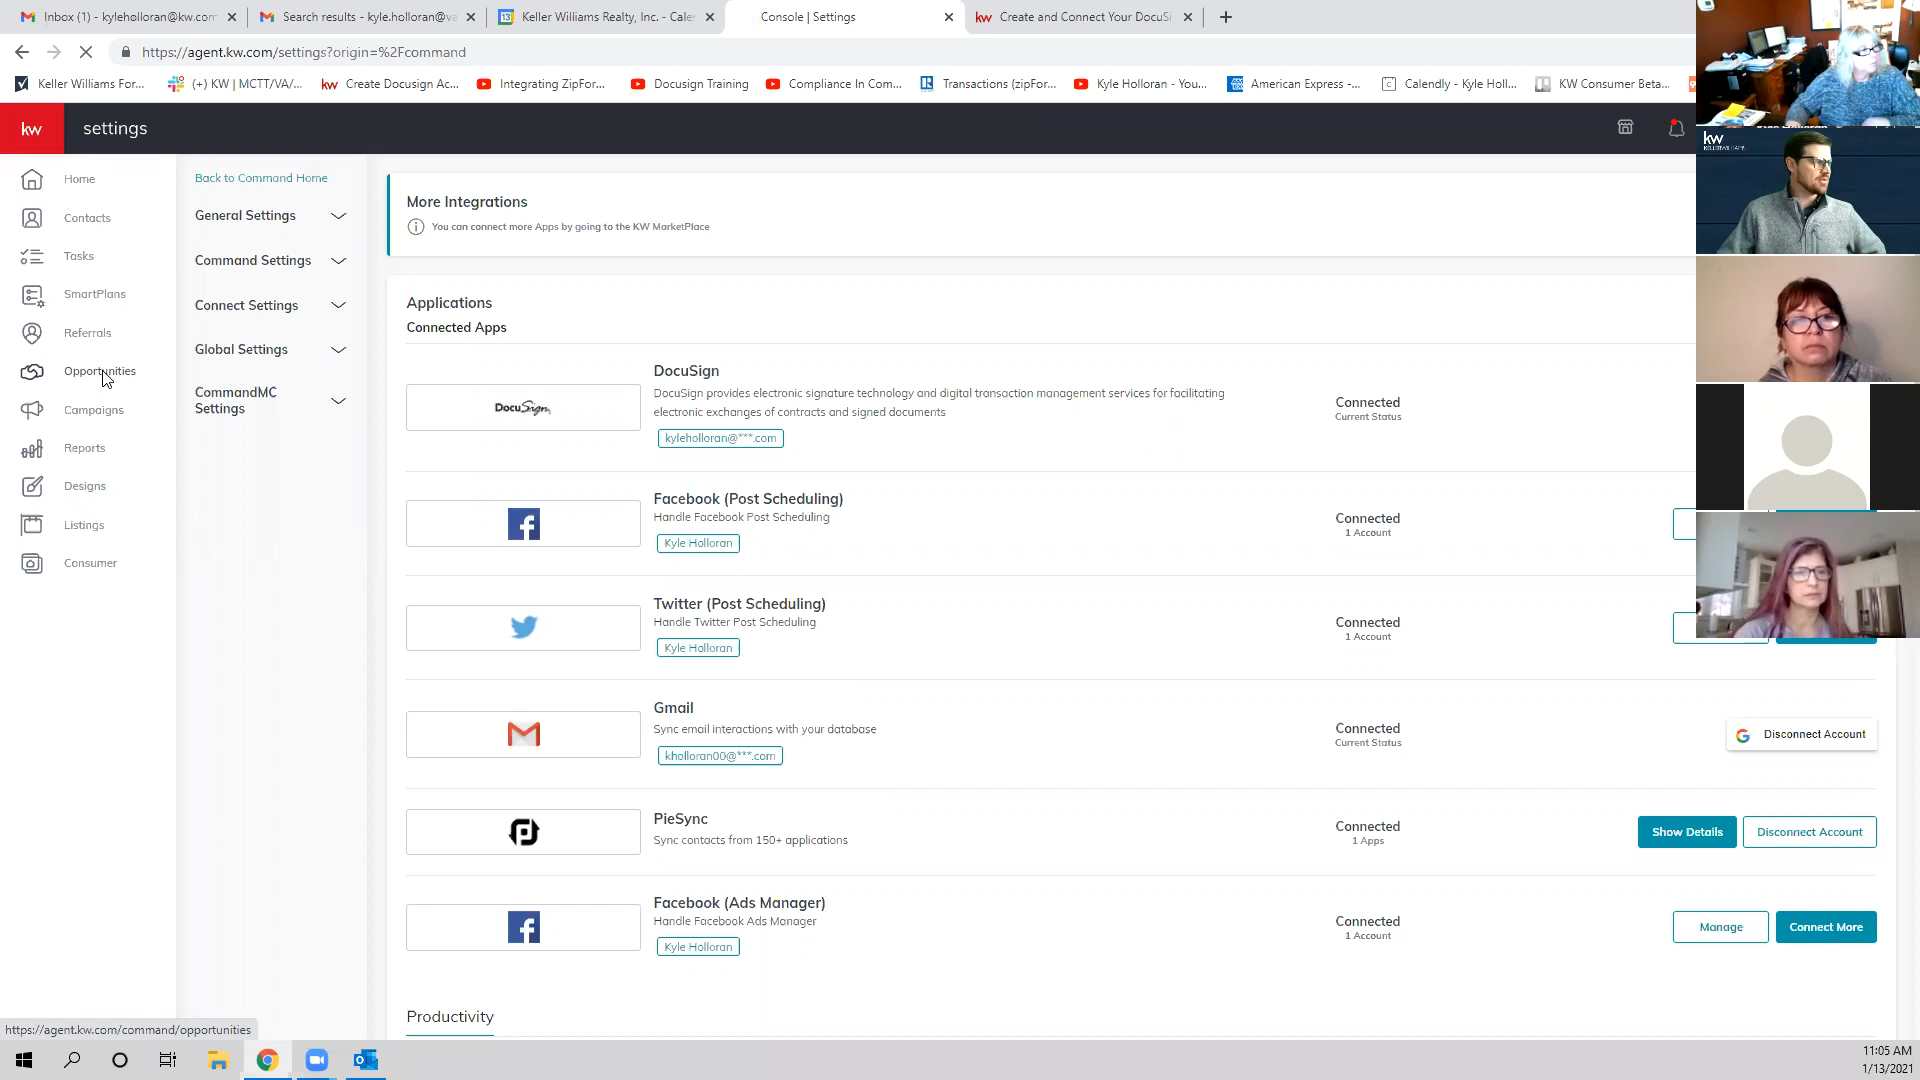 Inbox (1) - kyleholloran@kw.com
Search results - kyle.holloran@va
Keller Williams Realty, Inc. - Cale
Console | Settings
Create and Connect Your DocuSi
https://agent.kw.com/settings?origin=%2Fcommand
Keller Williams For...
(+) KW | MCTT/VA/...
Create Docusign Ac...
Integrating ZipFor...
Docusign Training
Compliance In Com...
Transactions (zipFor...
Kyle Holloran - You...
American Express -...
Calendly - Kyle Holl...
KW Consumer Beta...
kw
settings
kw
Home
Contacts
Tasks
SmartPlans
Referrals
Opportunities
Campaigns
Reports
Designs
Listings
Consumer
Back to Command Home
General Settings
Command Settings
Connect Settings
Global Settings
CommandMC
Settings
More Integrations
You can connect more Apps by going to the KW MarketPlace
Applications
Connected Apps
DocuSign
DocuSign
DocuSign provides electronic signature technology and digital transaction management services for facilitating
electronic exchanges of contracts and signed documents
kyleholloran@***.com
Connected
Current Status
Facebook (Post Scheduling)
Handle Facebook Post Scheduling
Kyle Holloran
Connected
1 Account
Twitter (Post Scheduling)
Handle Twitter Post Scheduling
Kyle Holloran
Connected
1 Account
Gmail
Sync email interactions with your database
kholloran00@***.com
Connected
Current Status
Disconnect Account
PieSync
Sync contacts from 150+ applications
Connected
1 Apps
Show Details
Disconnect Account
Facebook (Ads Manager)
Handle Facebook Ads Manager
Kyle Holloran
Connected
1 Account
Manage
Connect More
Productivity
https://agent.kw.com/command/opportunities
11:05 AM
1/13/2021